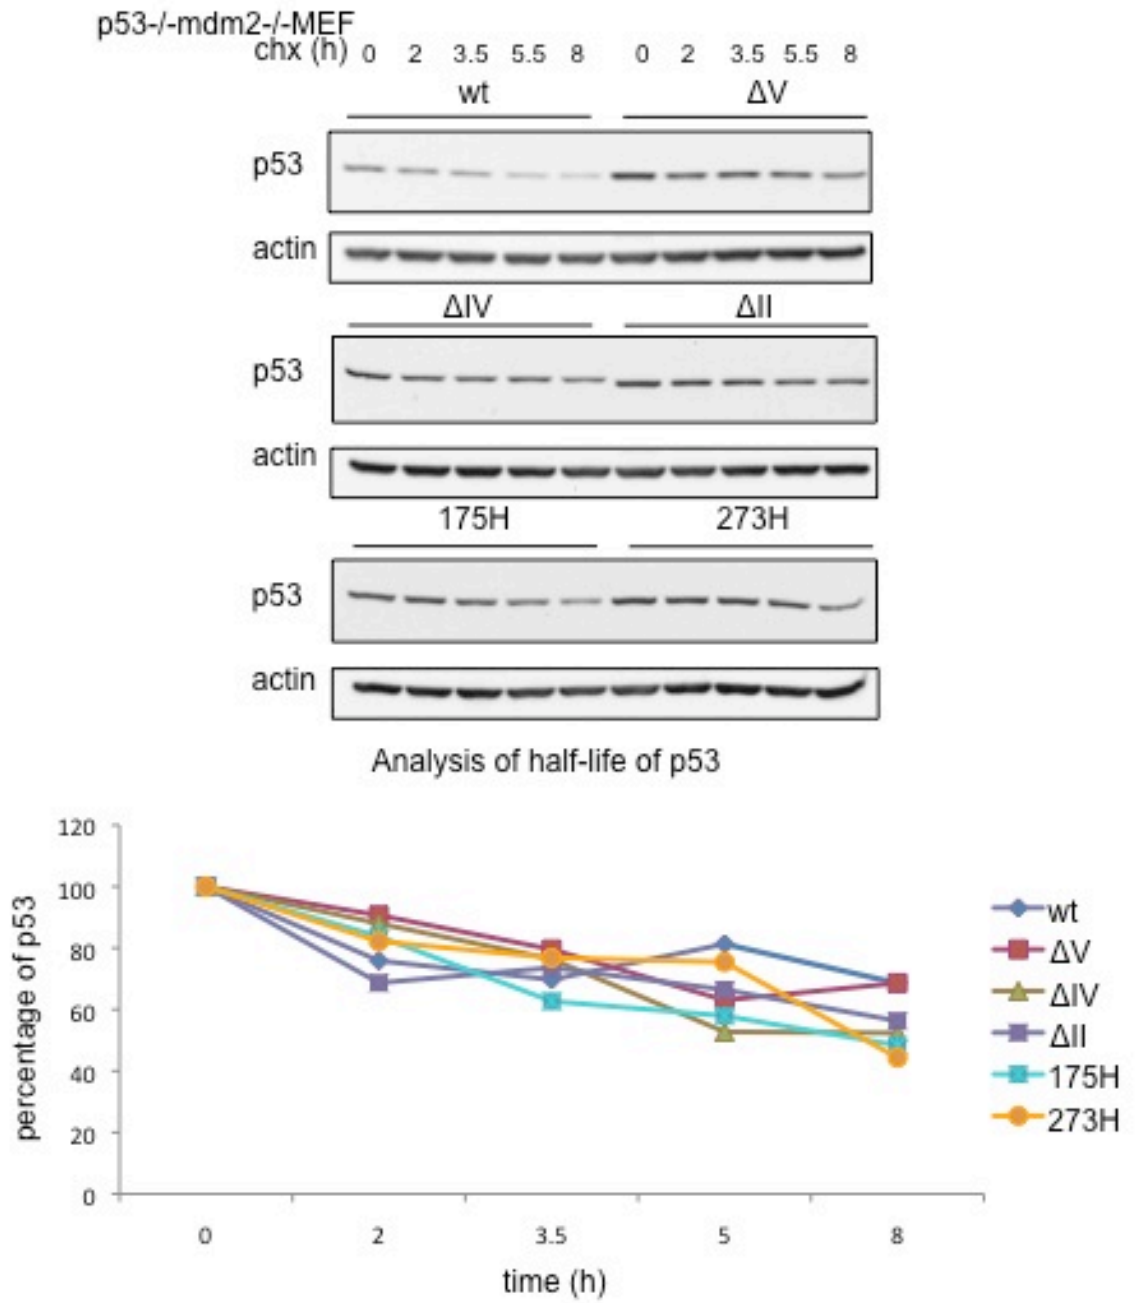 p53-/-mdm2-/-MEF
chx (h) 0 2 3.5 5.5 8 0 2 3.5 5.5 8
wt ΔV
p53
actin
ΔIV ΔII
p53
actin
175H 273H
p53
actin
Analysis of half-life of p53
120
100
80
60
40
20
0
percentage of p53
0 2 3.5 5 8
time (h)
wt
ΔV
ΔIV
ΔII
175H
273H